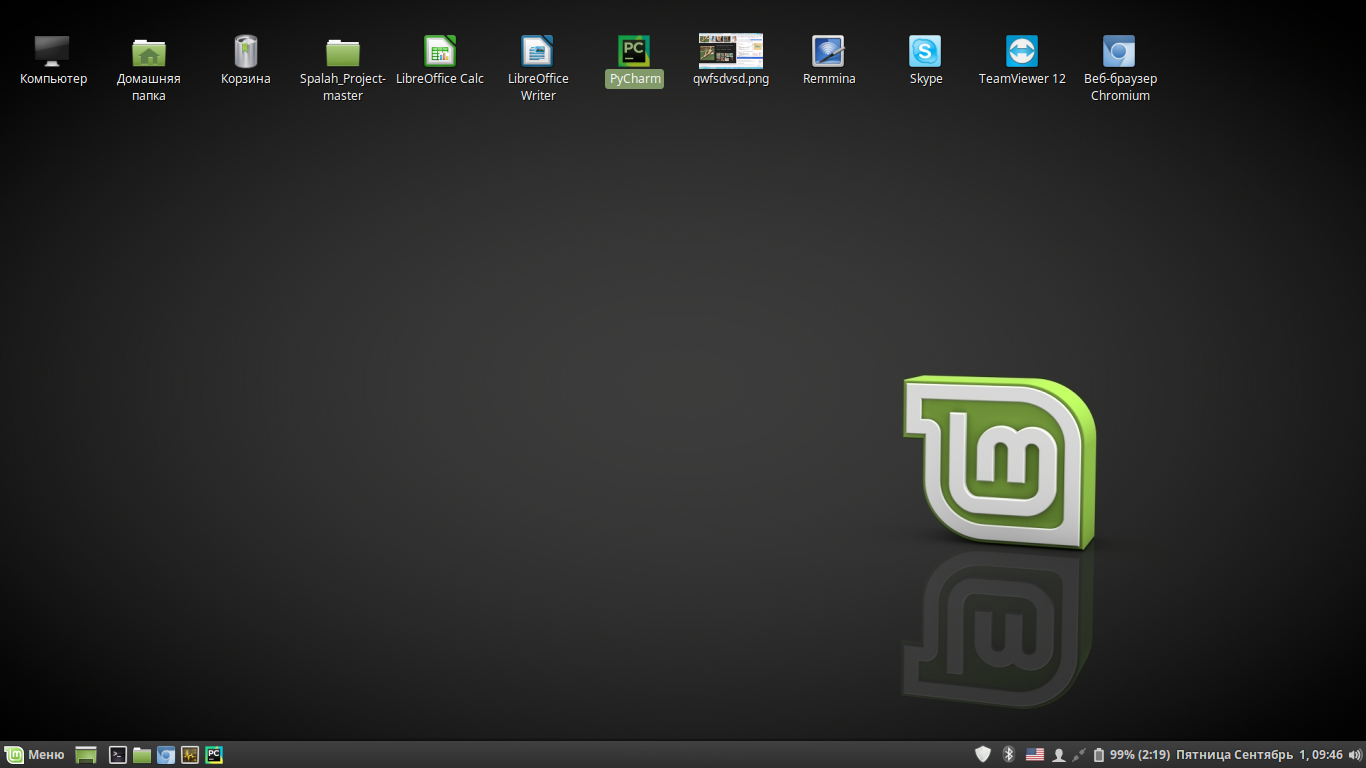 Компьютер
Домашняя
папка
Корзина
Spalah_Project-
master
LibreOffice Calc
LibreOffice
Writer
PC
PyCharm
qwfsdvsd.png
Remmina
S
Skype
TeamViewer 12
Веб-браузер
Chromium
Меню
PC
99% (2:19)
Пятница Сентябрь 1, 09:46